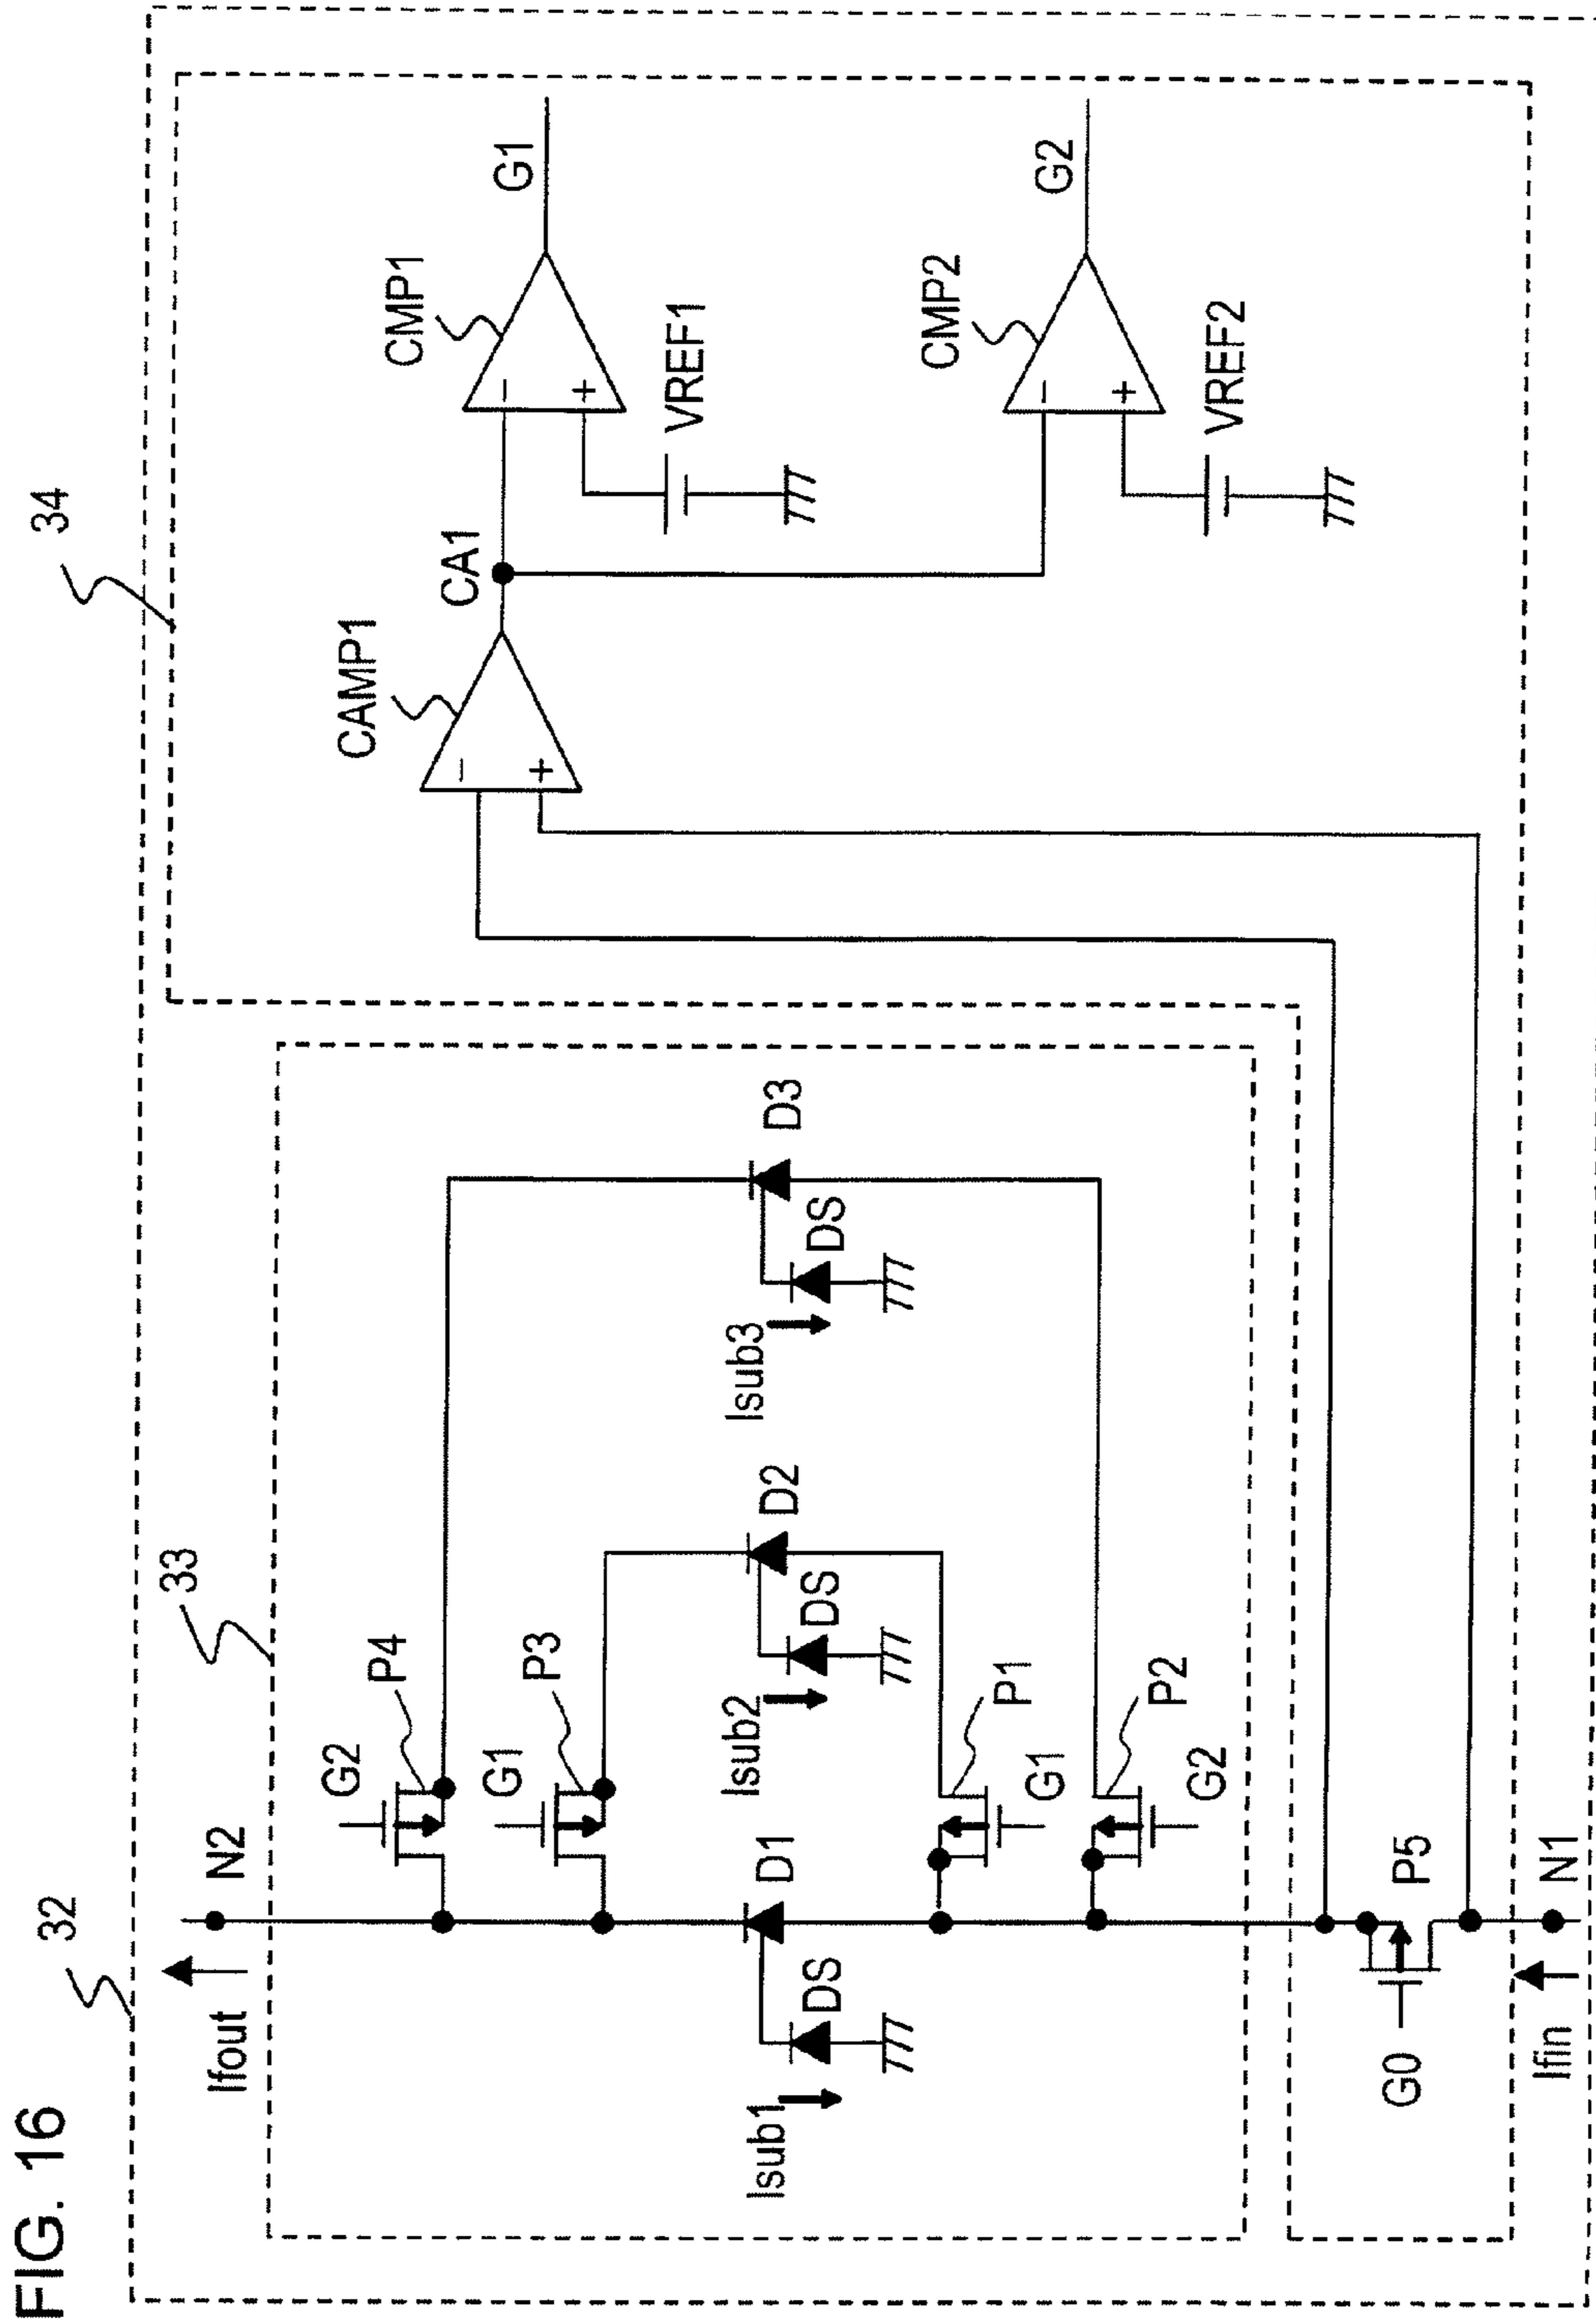 FIG. 16
32
34
33
Ifout
N2
G2
P4
G1
P3
CAMP1
CA1
CMP1
G1
VREF1
CMP2
G2
VREF2
−
+
−
+
−
+
Isub1
DS
D1
Isub2
DS
D2
Isub3
DS
D3
G1
P1
G2
P2
G0
P5
Ifin
N1